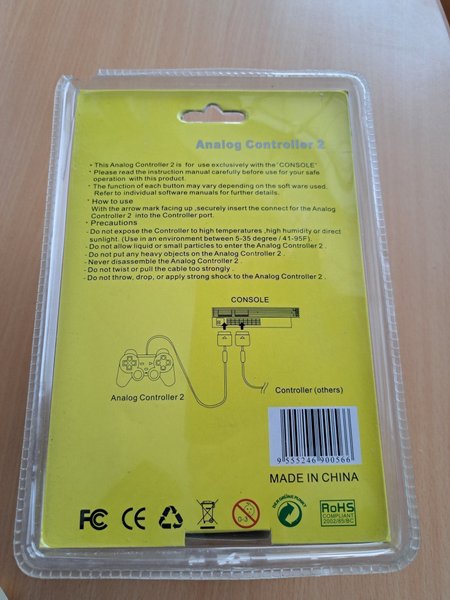 Analog Controller 2
• This Analog Controller 2 is for use exclusively with the "CONSOLE"
• Please read the instruction manual carefully before use for your safe
operation with this product.
• The function of each button may vary depending on the soft ware used.
Refer to individual software manuals for further details.
• How to use
With the arrow mark facing up ,securely insert the connect for the Analog
Controller 2 into the Controller port.
• Precautions
- Do not expose the Controller to high temperatures ,high humidity or direct
sunlight. (Use in an environment between 5-35 degree / 41-95F).
- Do not allow liquid or small particles to enter the Analog Controller 2 .
- Do not put any heavy objects on the Analog Controller 2 .
- Never disassemble the Analog Controller 2 .
- Do not twist or pull the cable too strongly .
- Do not throw, drop, or apply strong shock to the Analog Controller 2 .
CONSOLE
Analog Controller 2
Controller (others)
9 555246 900566
MADE IN CHINA
FC CE
0-3
DER GRÜNE PUNKT
RoHS
COMPLIANT
2002/95/BC